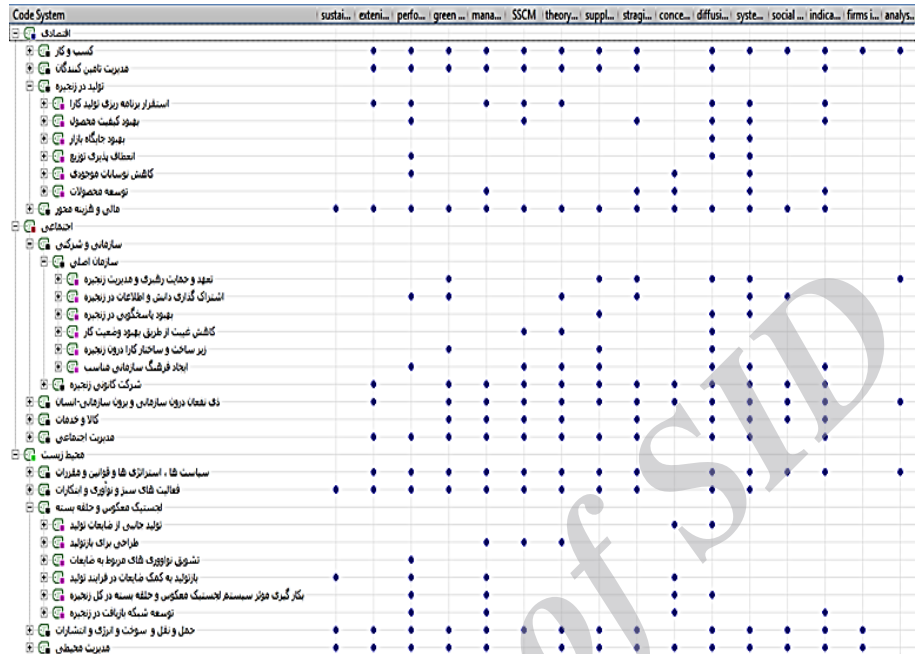 Code System sustai... exteni... perfo... green ... mana... SSCM theory... suppl... stragi... conce... diffusi... syste... social ... indica... firms i... analys...
اقتصادی
کسب و کار
مدیریت تامین کنندگان
تولید در زنجیره
استقرار برنامه ریزی تولید کارا
بهبود کیفیت محصول
بهبود جایگاه بازار
انعطاف پذیری توزیع
کاهش نوسانات موجودی
توسعه محصولات
مالی و هزینه محور
اجتماعی
سازمانی و شرکتی
سازمان اصلی
تعهد و حمایت رهبری و مدیریت زنجیره
اشتراک گذاری دانش و اطلاعات در زنجیره
بهبود پاسخگویی در زنجیره
کاهش غیبت از طریق بهبود وضعیت کار
زیر ساخت و ساختار کارا درون زنجیره
ایجاد فرهنگ سازمانی مناسب
شرکت کانونی زنجیره
ذی نفعان درون سازمانی و برون سازمانی-انسان
کالا و خدمات
مدیریت اجتماعی
محیط زیست
سیاست ها ، استراتژی ها و قوانین و مقررات
فعالیت های سبز و نوآوری و ابتکارات
لجستیک معکوس و حلقه بسته
تولید جانبی از ضایعات تولید
طراحی برای بازتولید
تشویق نواووری های مربوط به ضایعات
بازتولید به کمک ضایعات در فرایند تولید
بکار گیری موثر سیستم لجستیک معکوس و حلقه بسته در کل زنجیره
توسعه شبکه بازیافت در زنجیره
حمل و نقل و سوخت و انرژی و انتشارات
مدیریت محیطی
of SID